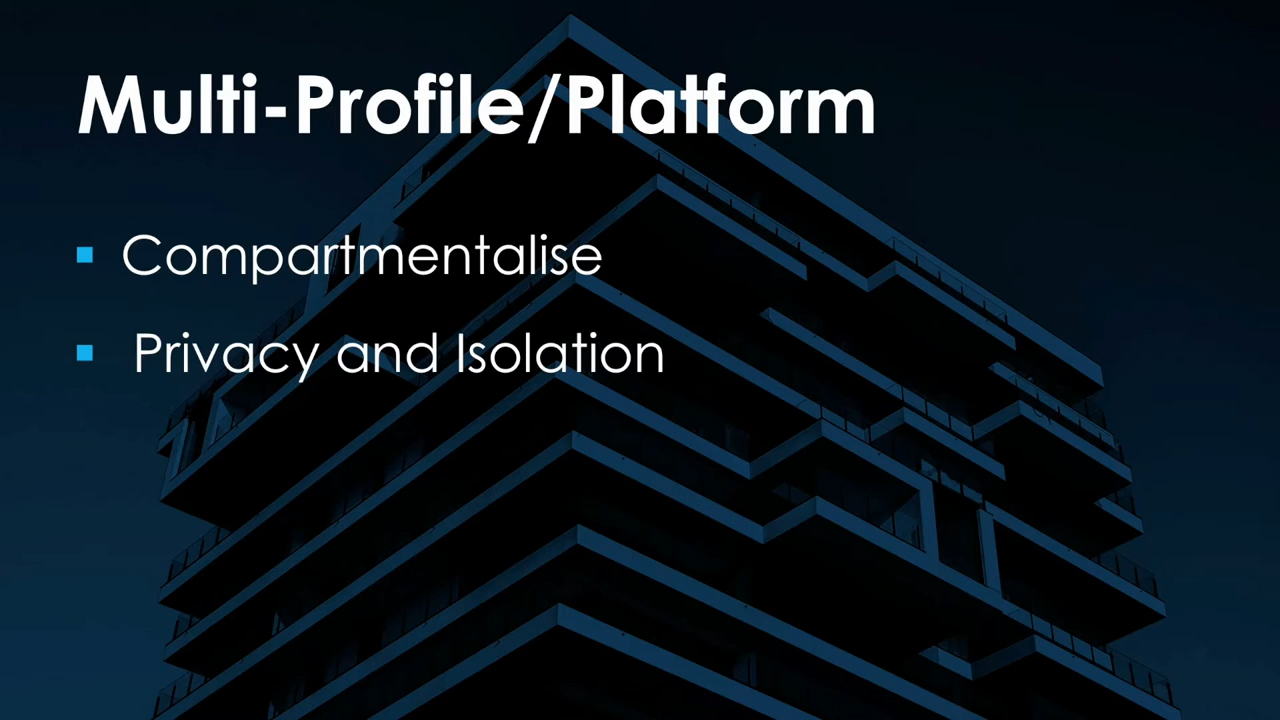 Multi-Profile/Platform
▪ Compartmentalise
▪ Privacy and Isolation